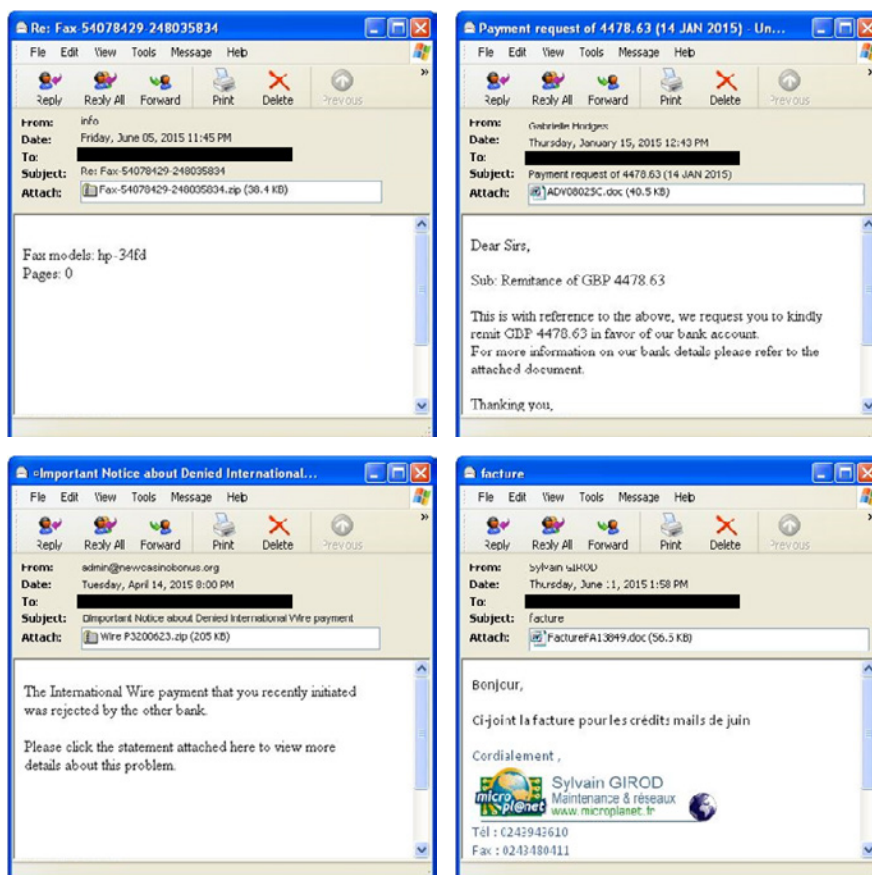 Re: Fax-54078429-248035834
File Edit View Tools Message Help
Reply Reply All Forward Print Delete Previous
From: info
Date: Friday, June 05, 2015 11:45 PM
To:
Subject: Re: Fax-54078429-248035834
Attach: Fax-54078429-248035834.zip (38.4 KB)
Fax models: hp-34fd
Pages: 0
Payment request of 4478.63 (14 JAN 2015) - Un...
File Edit View Tools Message Help
Reply Reply All Forward Print Delete Previous
From: Gabrielle Hodges
Date: Thursday, January 15, 2015 12:43 PM
To:
Subject: Payment request of 4478.63 (14 JAN 2015)
Attach: ADV0802SC.doc (40.5 KB)
Dear Sirs,
Sub: Remitance of GBP 4478.63
This is with reference to the above, we request you to kindly
remit GBP 4478.63 in favor of our bank account.
For more information on our bank details please refer to the
attached document.
Thanking you,
¤Important Notice about Denied International...
File Edit View Tools Message Help
Reply Reply All Forward Print Delete Previous
From: admin@newcasinobonus.org
Date: Tuesday, April 14, 2015 8:00 PM
To:
Subject: ¤Important Notice about Denied International Wire payment
Attach: Wire P3200623.zip (205 KB)
The International Wire payment that you recently initiated
was rejected by the other bank.
Please click the statement attached here to view more
details about this problem.
facture
File Edit View Tools Message Help
Reply Reply All Forward Print Delete Previous
From: Sylvain GIROD
Date: Thursday, June 11, 2015 1:58 PM
To:
Subject: facture
Attach: FactureFA13849.doc (56.5 KB)
Bonjour,
Ci-joint la facture pour les crédits mails de juin
Cordialement ,
micro pl@net
Sylvain GIROD
Maintenance & réseaux
www.microplanet.fr
Tél : 0243943610
Fax : 0243480411